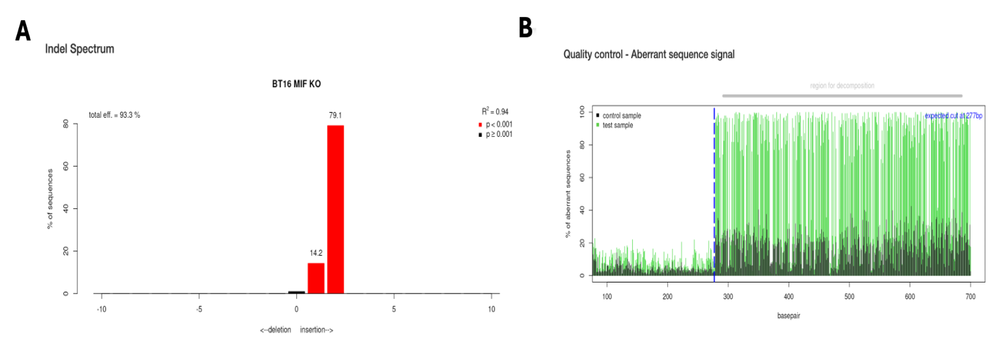 A
Indel Spectrum
BT16 MIF KO
total eff. = 93.3 %
79.1
14.2
R² = 0.94
p < 0.001
p ≥ 0.001
% of sequences
0
20
40
60
80
-10
-5
0
5
10
<--deletion
insertion-->
B
Quality control - Aberrant sequence signal
region for decomposition
control sample
test sample
expected cut at 277bp
% of aberrant sequences
0
20
40
60
80
100
100
200
300
400
500
600
700
basepair